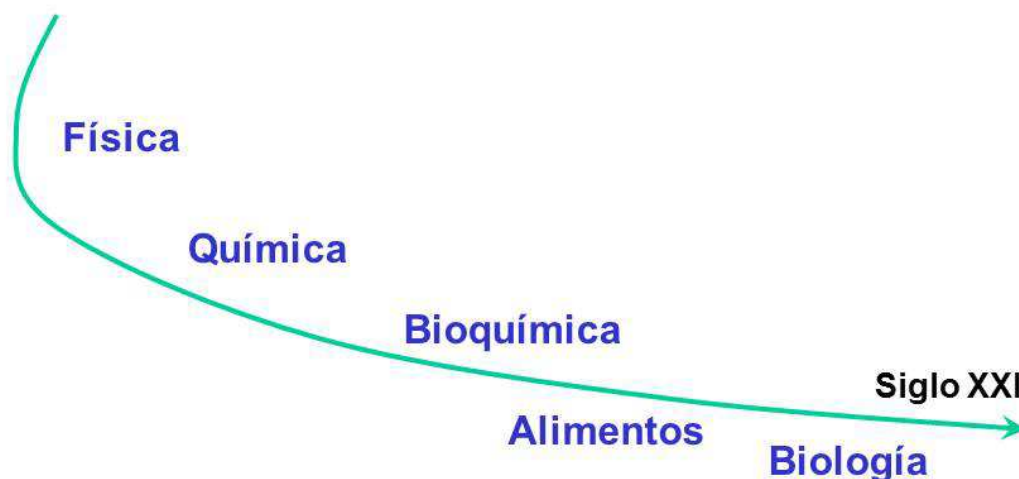 Física
Química
Bioquímica
Siglo XXI
Alimentos
Biología